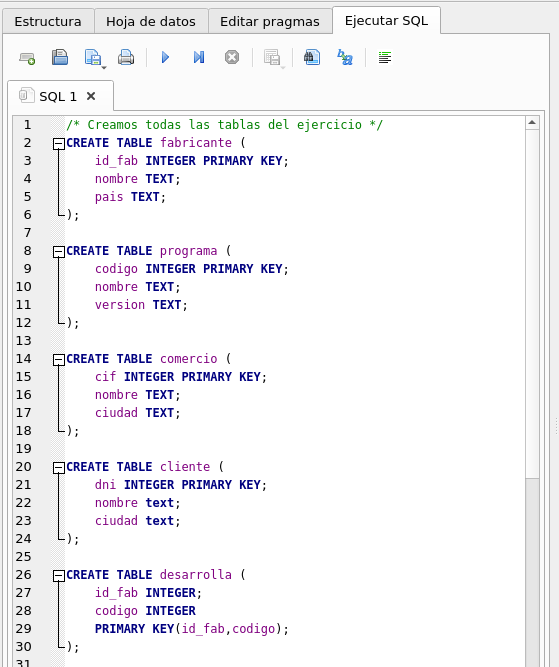 Estructura Hoja de datos Editar pragmas Ejecutar SQL
SQL 1
1 /* Creamos todas las tablas del ejercicio */
2 CREATE TABLE fabricante (
3 id_fab INTEGER PRIMARY KEY;
4 nombre TEXT;
5 pais TEXT;
6 );
7
8 CREATE TABLE programa (
9 codigo INTEGER PRIMARY KEY;
10 nombre TEXT;
11 version TEXT;
12 );
13
14 CREATE TABLE comercio (
15 cif INTEGER PRIMARY KEY;
16 nombre TEXT;
17 ciudad TEXT;
18 );
19
20 CREATE TABLE cliente (
21 dni INTEGER PRIMARY KEY;
22 nombre text;
23 ciudad text;
24 );
25
26 CREATE TABLE desarrolla (
27 id_fab INTEGER;
28 codigo INTEGER
29 PRIMARY KEY(id_fab,codigo);
30 );
31